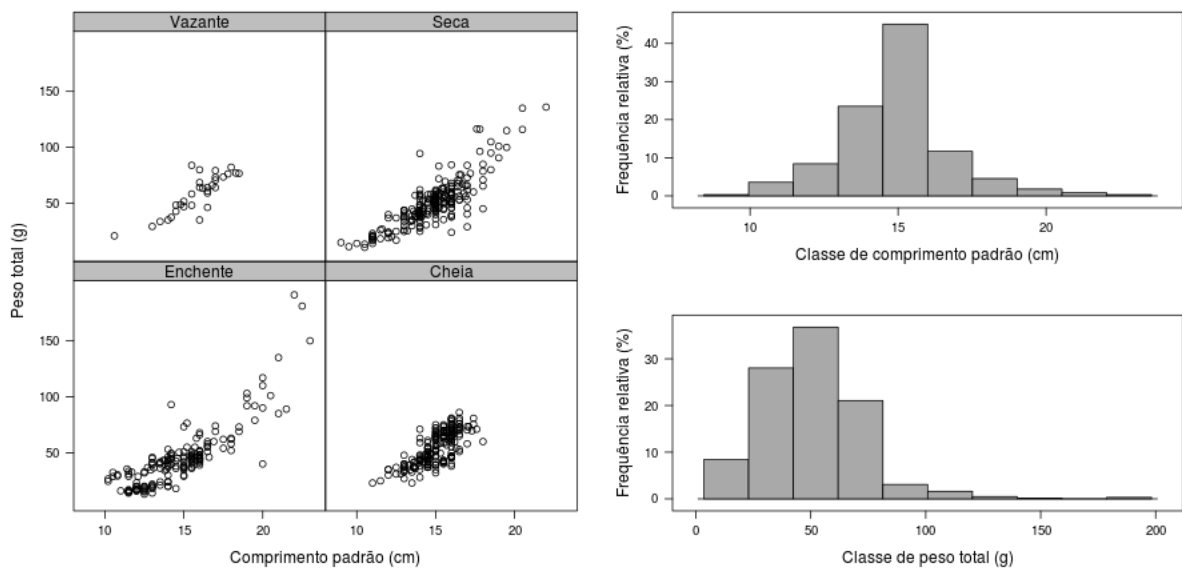 Vazante
Seca
150
100
50
Enchente
Cheia
150
100
50
10
15
20
10
15
20
Peso total (g)
Comprimento padrão (cm)
40
30
20
10
0
10
15
20
Frequência relativa (%)
Classe de comprimento padrão (cm)
30
20
10
0
0
50
100
150
200
Frequência relativa (%)
Classe de peso total (g)